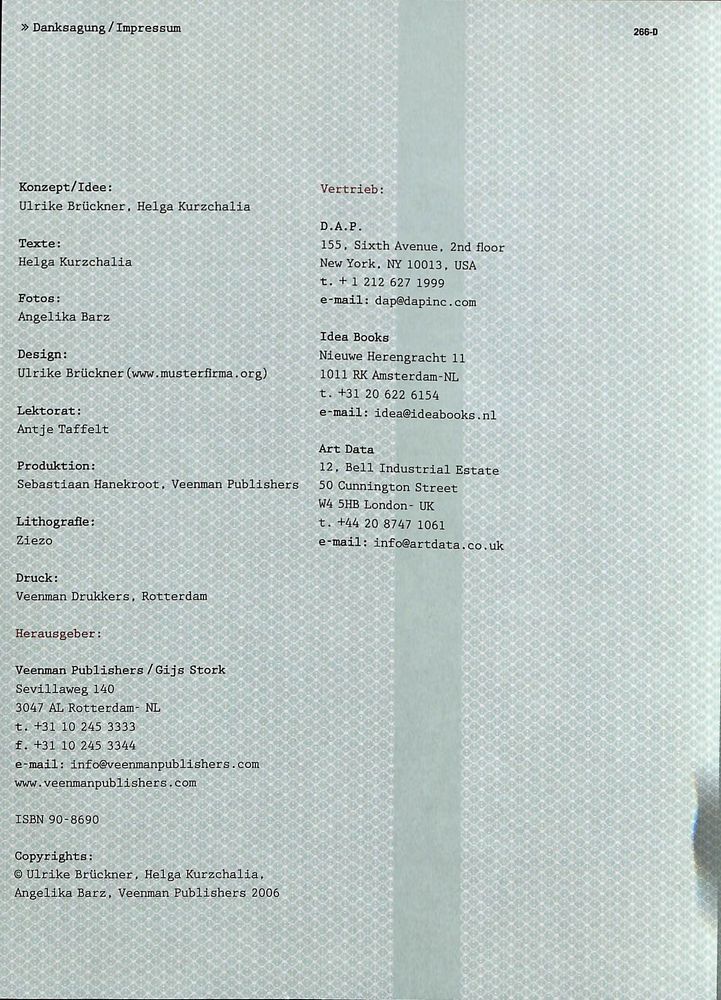 » Danksagung / Impressum
266-D
Konzept/Idee:
Ulrike Brückner, Helga Kurzchalia
Texte:
Helga Kurzchalia
Fotos:
Angelika Barz
Design:
Ulrike Brückner (www.musterfirma.org)
Lektorat:
Antje Taffelt
Produktion:
Sebastiaan Hanekroot, Veenman Publishers
Lithografie:
Ziezo
Druck:
Veenman Drukkers, Rotterdam
Herausgeber:
Veenman Publishers / Gijs Stork
Sevillaweg 140
3047 AL Rotterdam- NL
t. +31 10 245 3333
f. +31 10 245 3344
e-mail: info@veenmanpublishers.com
www.veenmanpublishers.com
ISBN 90-8690
Copyrights:
© Ulrike Brückner, Helga Kurzchalia,
Angelika Barz, Veenman Publishers 2006
Vertrieb:
D.A.P.
155, Sixth Avenue, 2nd floor
New York, NY 10013, USA
t. + 1 212 627 1999
e-mail: dap@dapinc.com
Idea Books
Nieuwe Herengracht 11
1011 RK Amsterdam-NL
t. +31 20 622 6154
e-mail: idea@ideabooks.nl
Art Data
12, Bell Industrial Estate
50 Cunnington Street
W4 5HB London- UK
t. +44 20 8747 1061
e-mail: info@artdata.co.uk